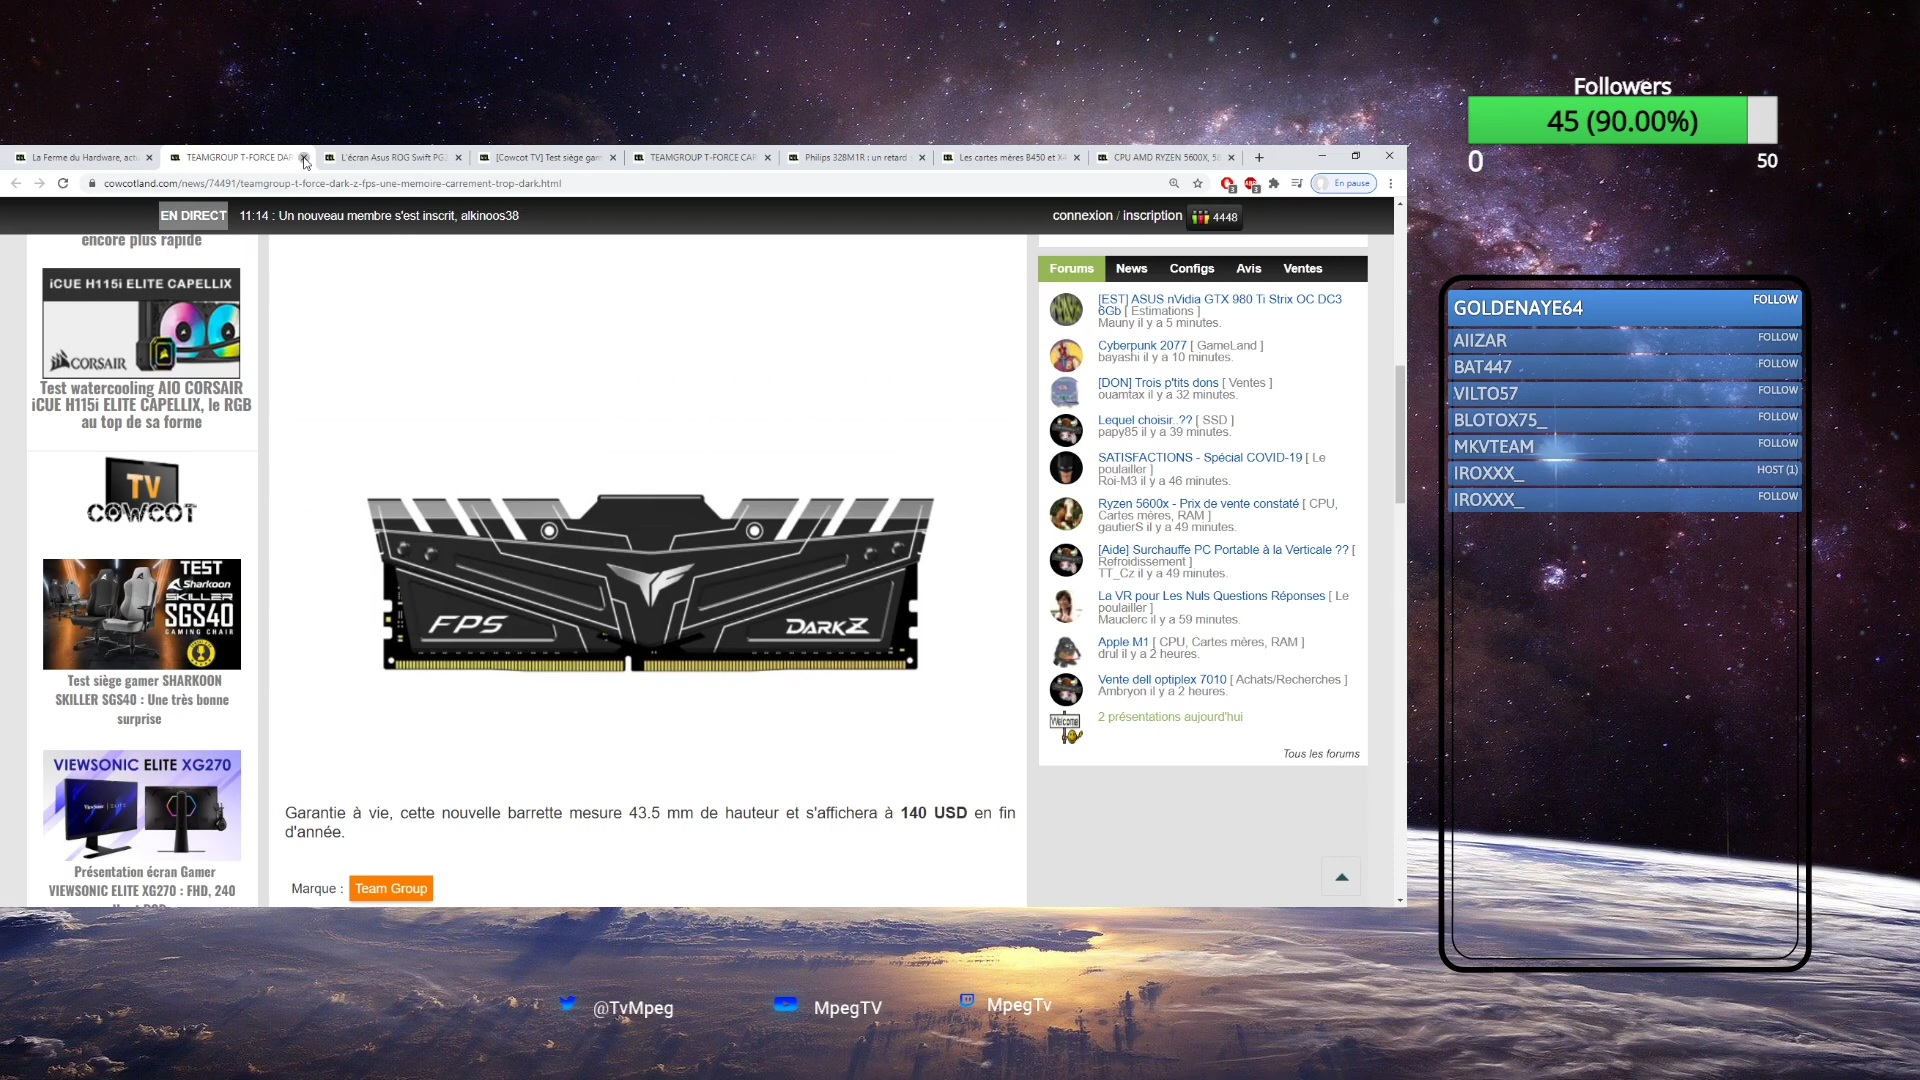 Followers
45 (90.00%)
0
50
La Ferme du Hardware, actu
TEAMGROUP T-FORCE DAR
L'écran Asus ROG Swift PG
[Cowcot TV] Test siège gam
TEAMGROUP T-FORCE CAR
Philips 328M1R : un retard
Les cartes mères B450 et X4
CPU AMD RYZEN 5600X, 58
cowcotland.com/news/74491/teamgroup-t-force-dark-z-fps-une-memoire-carrement-trop-dark.html
En pause
EN DIRECT
11:14 : Un nouveau membre s'est inscrit, alkinoos38
connexion / inscription
4448
encore plus rapide
iCUE H115i ELITE CAPELLIX
CORSAIR
Test watercooling AIO CORSAIR
iCUE H115i ELITE CAPELLIX, le RGB
au top de sa forme
TV
COWCOT
TEST
Sharkoon
SKILLER
SGS40
GAMING CHAIR
Test siège gamer SHARKOON
SKILLER SGS40 : Une très bonne
surprise
VIEWSONIC ELITE XG270
Présentation écran Gamer
VIEWSONIC ELITE XG270 : FHD, 240
FPS
DARKZ
Garantie à vie, cette nouvelle barrette mesure 43.5 mm de hauteur et s'affichera à 140 USD en fin
d'année.
Marque : Team Group
Forums
News
Configs
Avis
Ventes
[EST] ASUS nVidia GTX 980 Ti Strix OC DC3
6Gb [ Estimations ]
Mauny il y a 5 minutes.
Cyberpunk 2077 [ GameLand ]
bayashi il y a 10 minutes.
[DON] Trois p'tits dons [ Ventes ]
ouamtax il y a 32 minutes.
Lequel choisir..?? [ SSD ]
papy85 il y a 39 minutes.
SATISFACTIONS - Spécial COVID-19 [ Le
poulailler ]
Roi-M3 il y a 46 minutes.
Ryzen 5600x - Prix de vente constaté [ CPU,
Cartes mères, RAM ]
gautierS il y a 49 minutes.
[Aide] Surchauffe PC Portable à la Verticale ?? [
Refroidissement ]
TT_Cz il y a 49 minutes.
La VR pour Les Nuls Questions Réponses [ Le
poulailler ]
Mauclerc il y a 59 minutes.
Apple M1 [ CPU, Cartes mères, RAM ]
drul il y a 2 heures.
Vente dell optiplex 7010 [ Achats/Recherches ]
Ambryon il y a 2 heures.
Welcome
2 présentations aujourd'hui
Tous les forums
GOLDENAYE64 FOLLOW
AIIZAR FOLLOW
BAT447 FOLLOW
VILTO57 FOLLOW
BLOTOX75_ FOLLOW
MKVTEAM FOLLOW
IROXXX_ HOST (1)
IROXXX_ FOLLOW
@TvMpeg
MpegTV
MpegTv